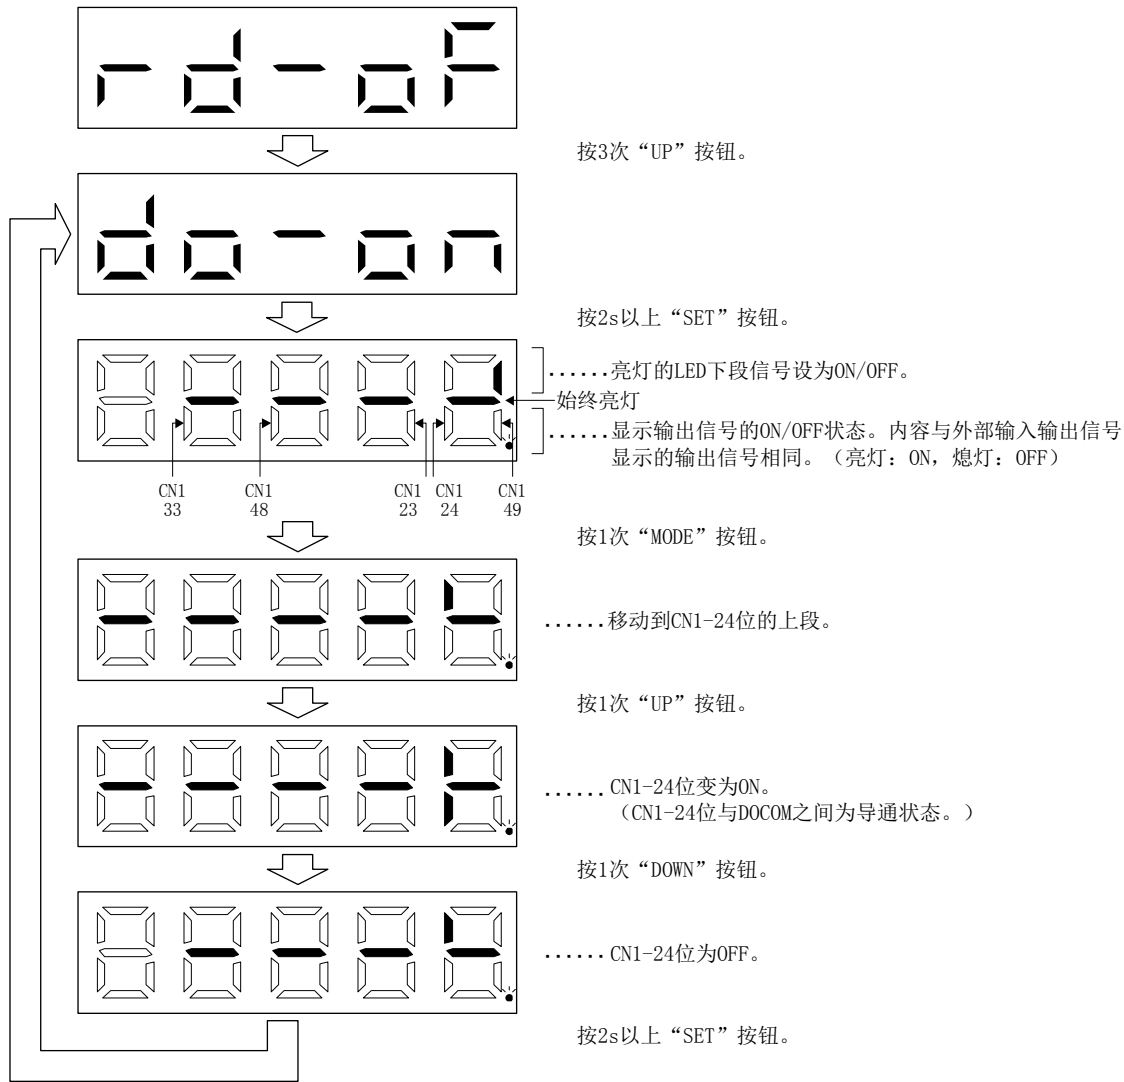 rd-oF
按3次“UP”按钮。
do-on
按2s以上“SET”按钮。
......亮灯的LED下段信号设为ON/OFF。
始终亮灯
......显示输出信号的ON/OFF状态。内容与外部输入输出信号
显示的输出信号相同。（亮灯：ON，熄灯：OFF）
CN1 CN1 CN1 CN1 CN1
33 48 23 24 49
按1次“MODE”按钮。
......移动到CN1-24位的上段。
按1次“UP”按钮。
......CN1-24位变为ON。
（CN1-24位与DOCOM之间为导通状态。）
按1次“DOWN”按钮。
......CN1-24位为OFF。
按2s以上“SET”按钮。